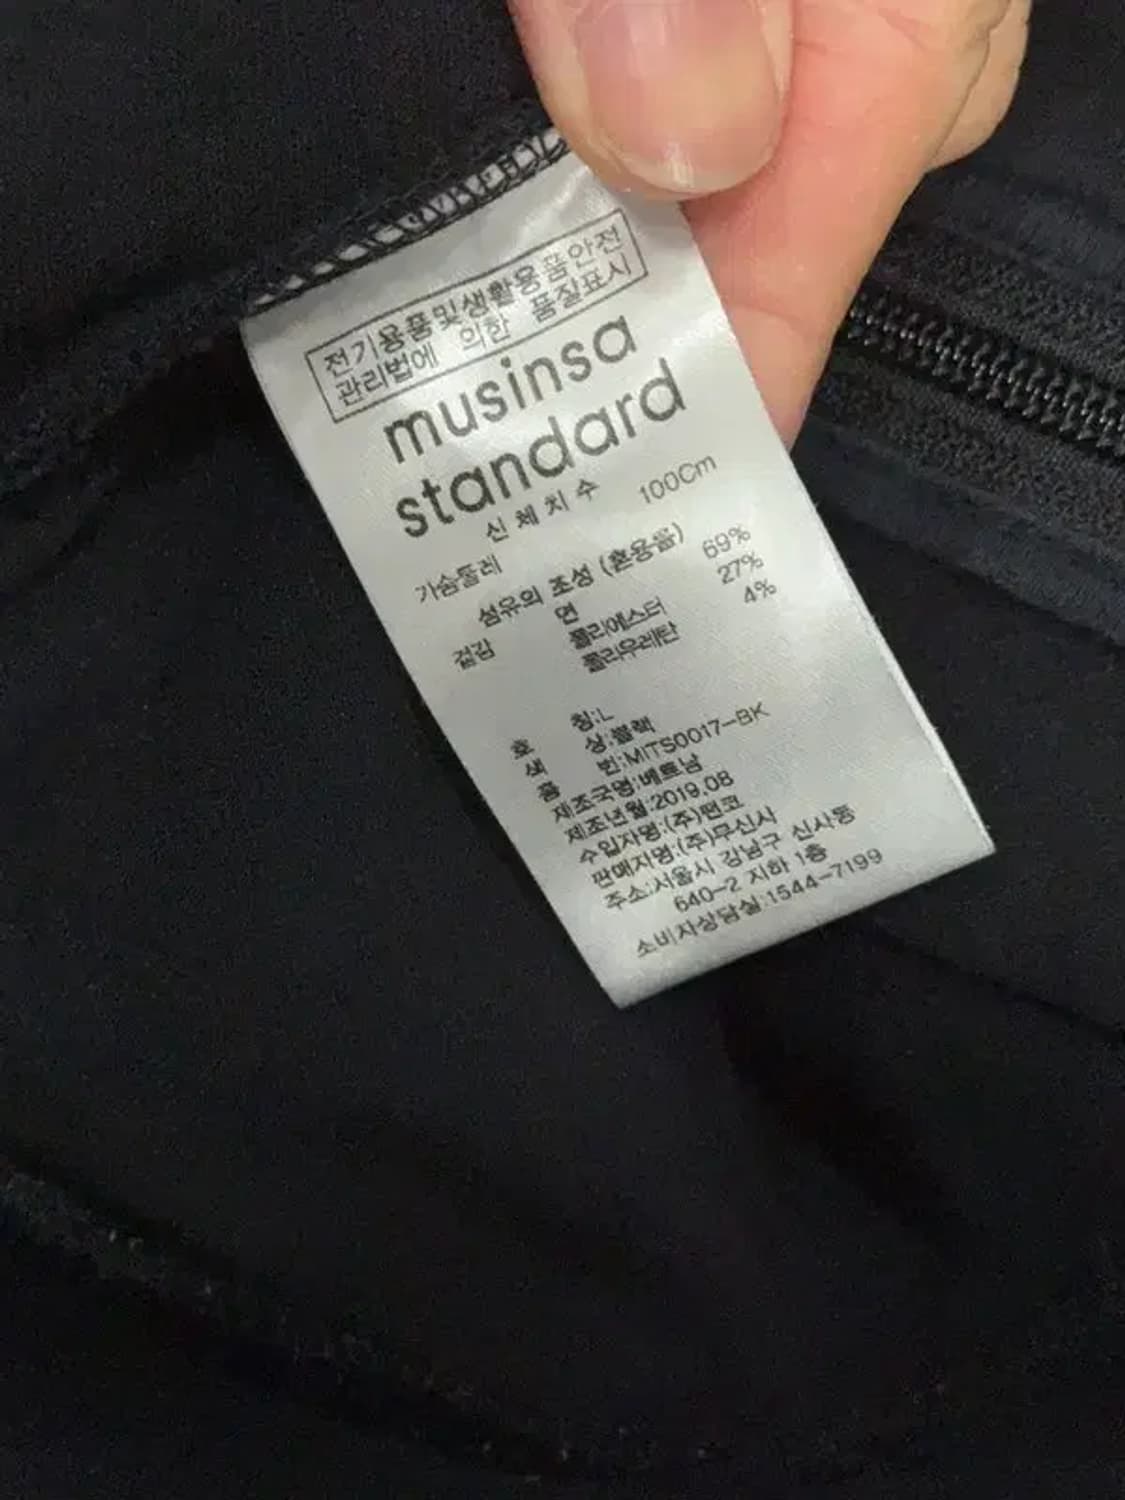 전기용품및생활용품안전
관리법에 의한 품질표시
musinsa
standard
신 체 치 수
가슴둘레 100Cm
섬유의 조성 (혼용율)
겉감 면 69%
폴리에스터 27%
폴리우레탄 4%
호 칭:L
색 상:블랙
품 번:MITS0017-BK
제조국명:베트남
제조년월:2019.08
수입자명:(주)팬코
판매자명:(주)무신사
주소:서울시 강남구 신사동
640-2 지하 1층
소비자상담실:1544-7199